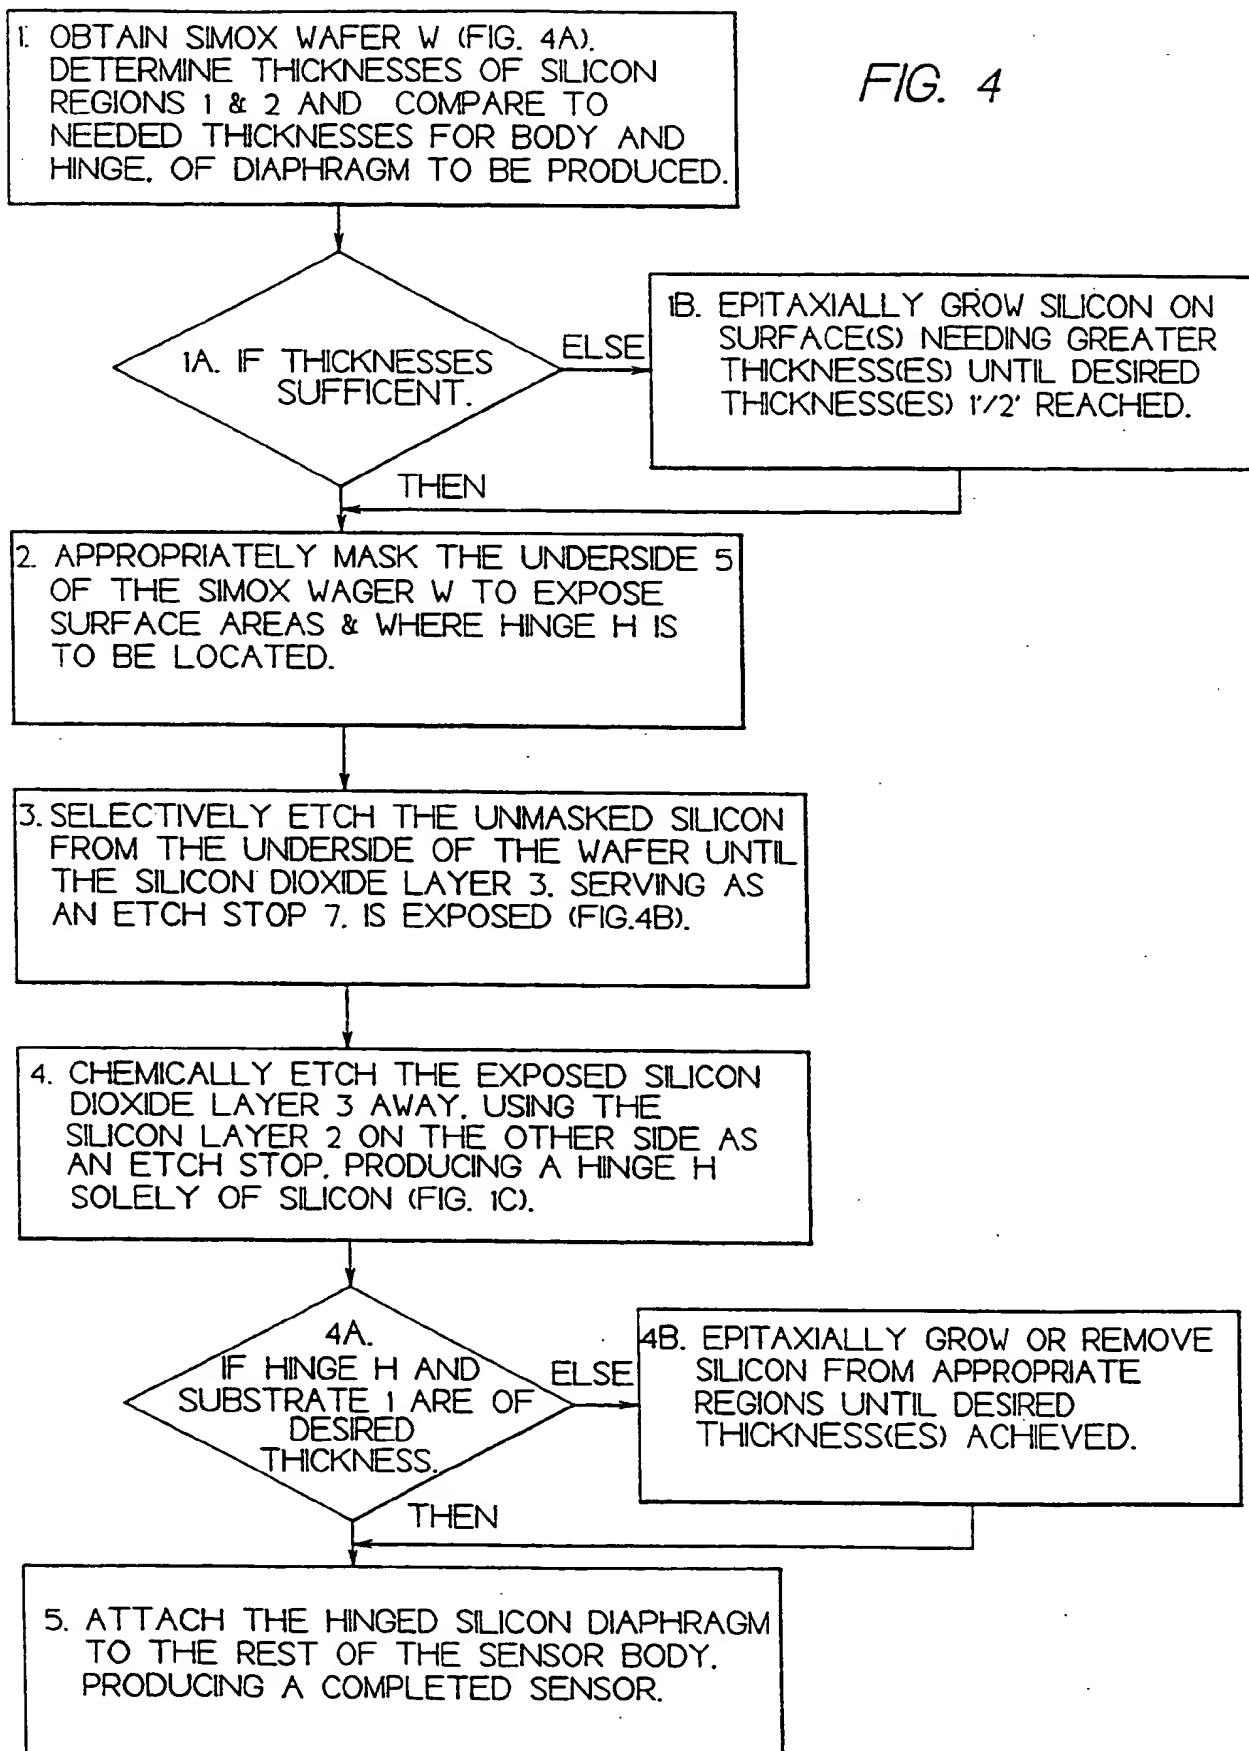 1. OBTAIN SIMOX WAFER W (FIG. 4A).
DETERMINE THICKNESSES OF SILICON
REGIONS 1 & 2 AND COMPARE TO
NEEDED THICKNESSES FOR BODY AND
HINGE. OF DIAPHRAGM TO BE PRODUCED.
FIG. 4
1A. IF THICKNESSES
SUFFICENT.
ELSE
1B. EPITAXIALLY GROW SILICON ON
SURFACE(S) NEEDING GREATER
THICKNESS(ES) UNTIL DESIRED
THICKNESS(ES) 1'/2' REACHED.
THEN
2. APPROPRIATELY MASK THE UNDERSIDE 5
OF THE SIMOX WAGER W TO EXPOSE
SURFACE AREAS & WHERE HINGE H IS
TO BE LOCATED.
3. SELECTIVELY ETCH THE UNMASKED SILICON
FROM THE UNDERSIDE OF THE WAFER UNTIL
THE SILICON DIOXIDE LAYER 3. SERVING AS
AN ETCH STOP 7. IS EXPOSED (FIG.4B).
4. CHEMICALLY ETCH THE EXPOSED SILICON
DIOXIDE LAYER 3 AWAY. USING THE
SILICON LAYER 2 ON THE OTHER SIDE AS
AN ETCH STOP. PRODUCING A HINGE H
SOLELY OF SILICON (FIG. 1C).
4A.
IF HINGE H AND
SUBSTRATE 1 ARE OF
DESIRED
THICKNESS.
ELSE
4B. EPITAXIALLY GROW OR REMOVE
SILICON FROM APPROPRIATE
REGIONS UNTIL DESIRED
THICKNESS(ES) ACHIEVED.
THEN
5. ATTACH THE HINGED SILICON DIAPHRAGM
TO THE REST OF THE SENSOR BODY.
PRODUCING A COMPLETED SENSOR.